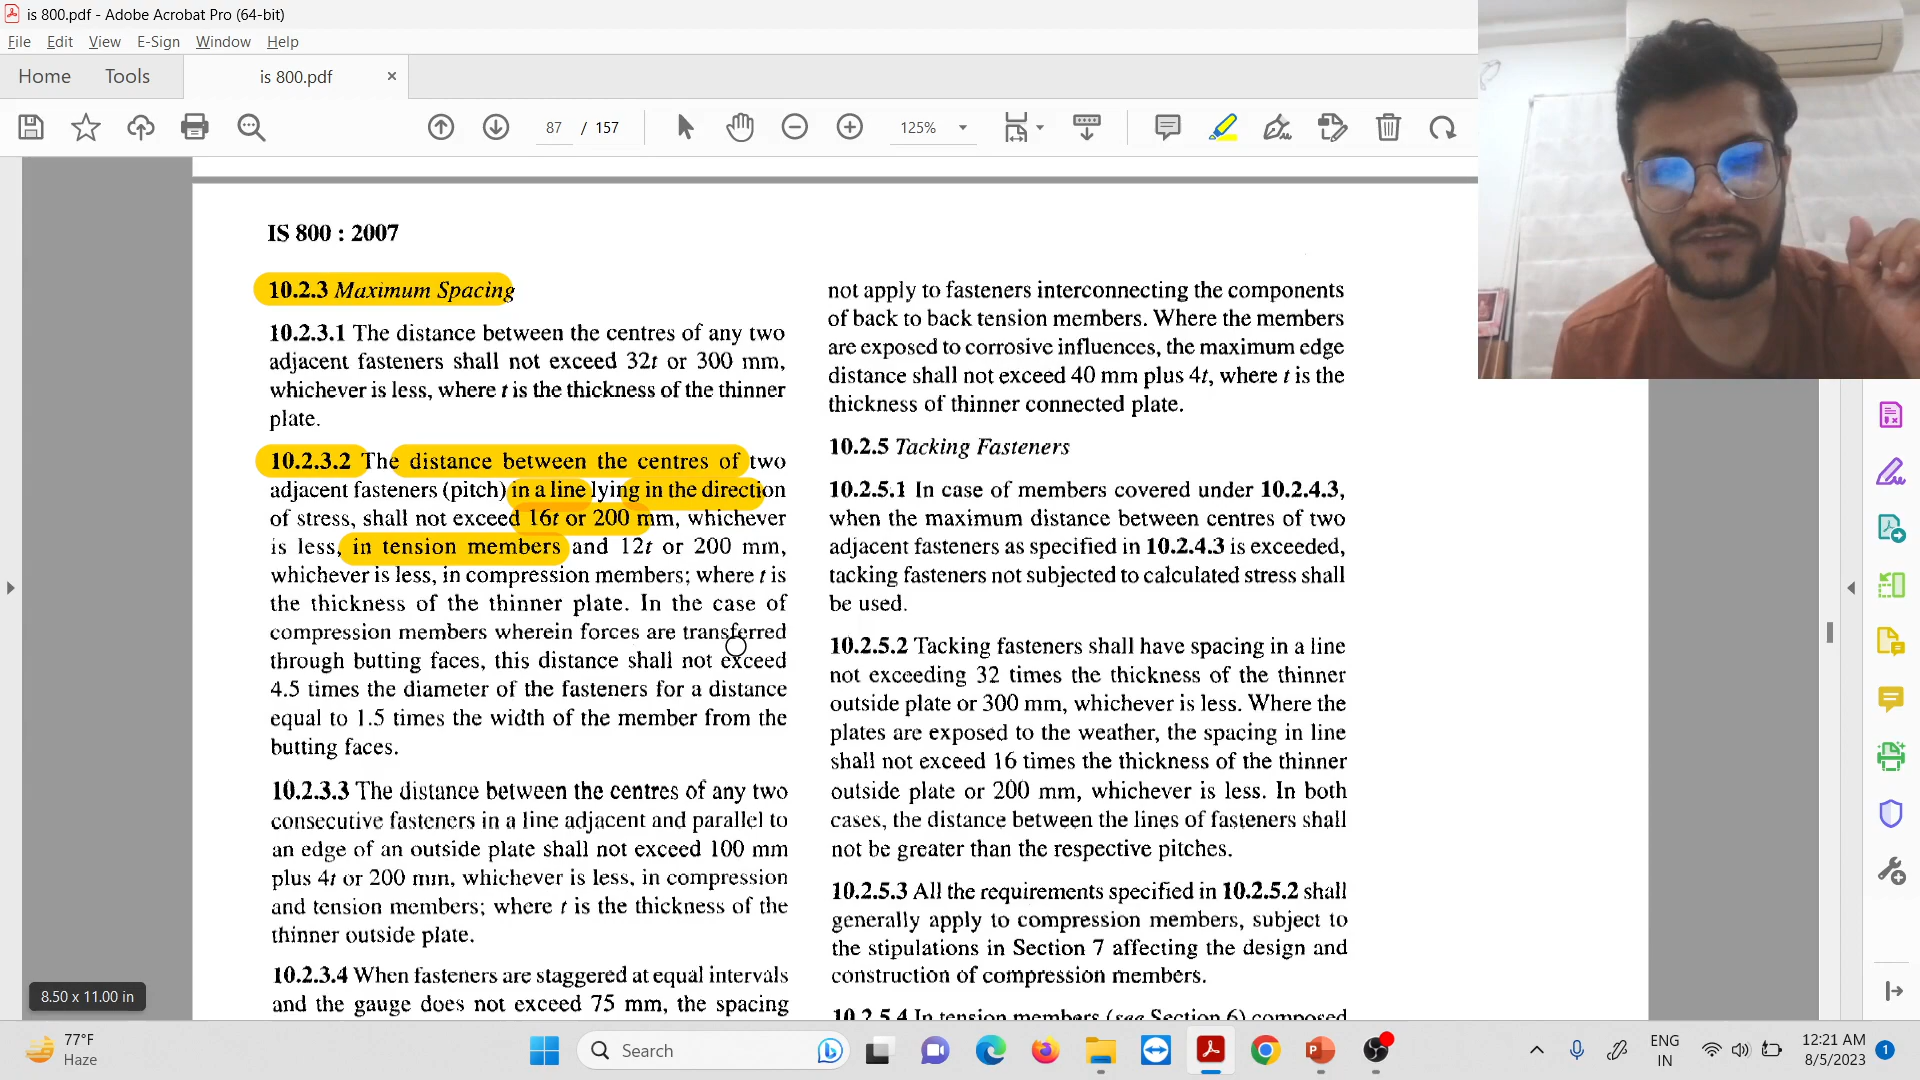 is 800.pdf - Adobe Acrobat Pro (64-bit)
File Edit View E-Sign Window Help
Home Tools is 800.pdf ×
87 / 157 125%
IS 800 : 2007
10.2.3 Maximum Spacing
10.2.3.1 The distance between the centres of any two
adjacent fasteners shall not exceed 32t or 300 mm,
whichever is less, where t is the thickness of the thinner
plate.
10.2.3.2 The distance between the centres of two
adjacent fasteners (pitch) in a line lying in the direction
of stress, shall not exceed 16t or 200 mm, whichever
is less, in tension members and 12t or 200 mm,
whichever is less, in compression members; where t is
the thickness of the thinner plate. In the case of
compression members wherein forces are transferred
through butting faces, this distance shall not exceed
4.5 times the diameter of the fasteners for a distance
equal to 1.5 times the width of the member from the
butting faces.
10.2.3.3 The distance between the centres of any two
consecutive fasteners in a line adjacent and parallel to
an edge of an outside plate shall not exceed 100 mm
plus 4t or 200 mm, whichever is less, in compression
and tension members; where t is the thickness of the
thinner outside plate.
10.2.3.4 When fasteners are staggered at equal intervals
and the gauge does not exceed 75 mm, the spacing
not apply to fasteners interconnecting the components
of back to back tension members. Where the members
are exposed to corrosive influences, the maximum edge
distance shall not exceed 40 mm plus 4t, where t is the
thickness of thinner connected plate.
10.2.5 Tacking Fasteners
10.2.5.1 In case of members covered under 10.2.4.3,
when the maximum distance between centres of two
adjacent fasteners as specified in 10.2.4.3 is exceeded,
tacking fasteners not subjected to calculated stress shall
be used.
10.2.5.2 Tacking fasteners shall have spacing in a line
not exceeding 32 times the thickness of the thinner
outside plate or 300 mm, whichever is less. Where the
plates are exposed to the weather, the spacing in line
shall not exceed 16 times the thickness of the thinner
outside plate or 200 mm, whichever is less. In both
cases, the distance between the lines of fasteners shall
not be greater than the respective pitches.
10.2.5.3 All the requirements specified in 10.2.5.2 shall
generally apply to compression members, subject to
the stipulations in Section 7 affecting the design and
construction of compression members.
10.2.5.4 In tension members (see Section 6) composed
8.50 x 11.00 in
77°F
Haze
Search
ENG
IN
12:21 AM
8/5/2023
1